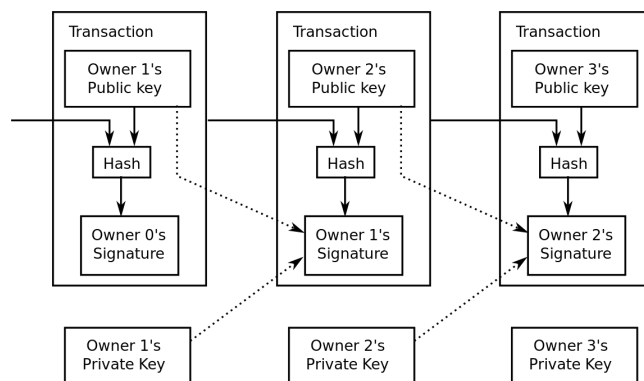 Transaction
Transaction
Transaction
Owner 1's
Public key
Owner 2's
Public key
Owner 3's
Public key
Hash
Hash
Hash
Owner 0's
Signature
Owner 1's
Signature
Owner 2's
Signature
Owner 1's
Private Key
Owner 2's
Private Key
Owner 3's
Private Key